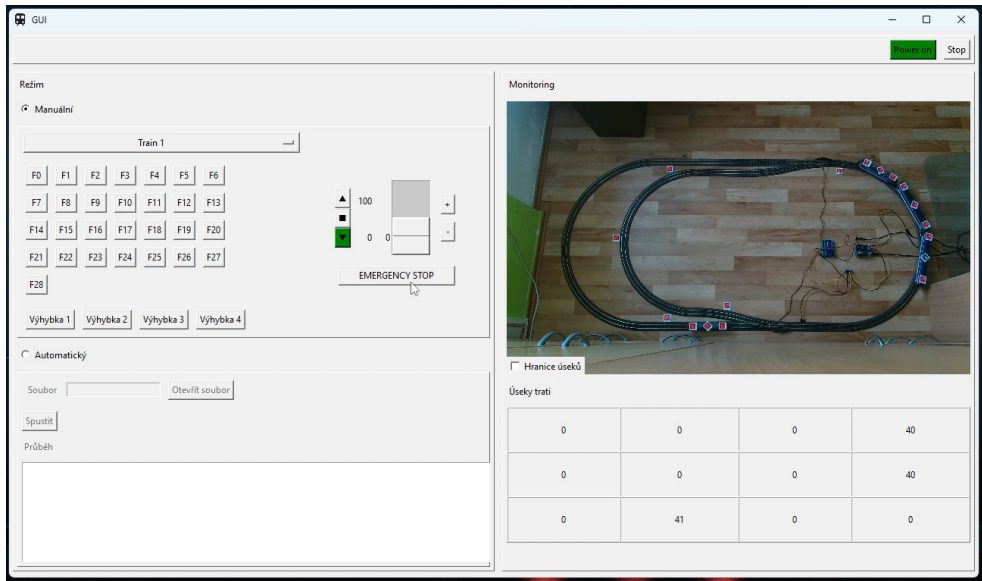 GUI
Power on Stop
Režim
Manuální
Train 1
F0 F1 F2 F3 F4 F5 F6
F7 F8 F9 F10 F11 F12 F13
F14 F15 F16 F17 F18 F19 F20
F21 F22 F23 F24 F25 F26 F27
F28
100
+
0 0
-
EMERGENCY STOP
Výhybka 1 Výhybka 2 Výhybka 3 Výhybka 4
Automatický
Soubor Otevřít soubor
Spustit
Průběh
Monitoring
Hranice úseků
Úseky trati
0 0 0 40
0 0 0 40
0 41 0 0